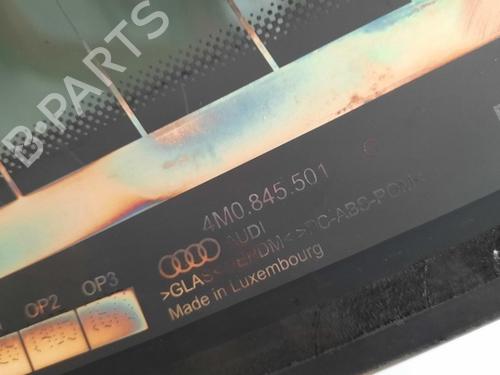 B-PARTS
4M0.845.501
AUDI
Made in Luxembourg
OP2 OP3